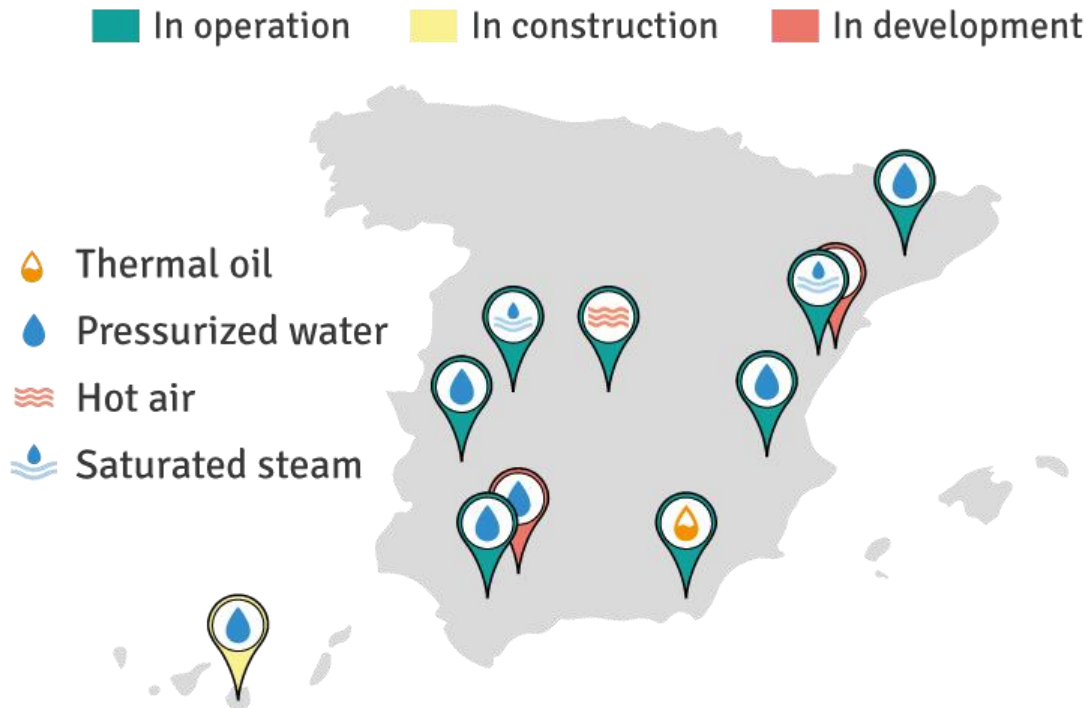 In operation
In construction
In development
Thermal oil
Pressurized water
Hot air
Saturated steam